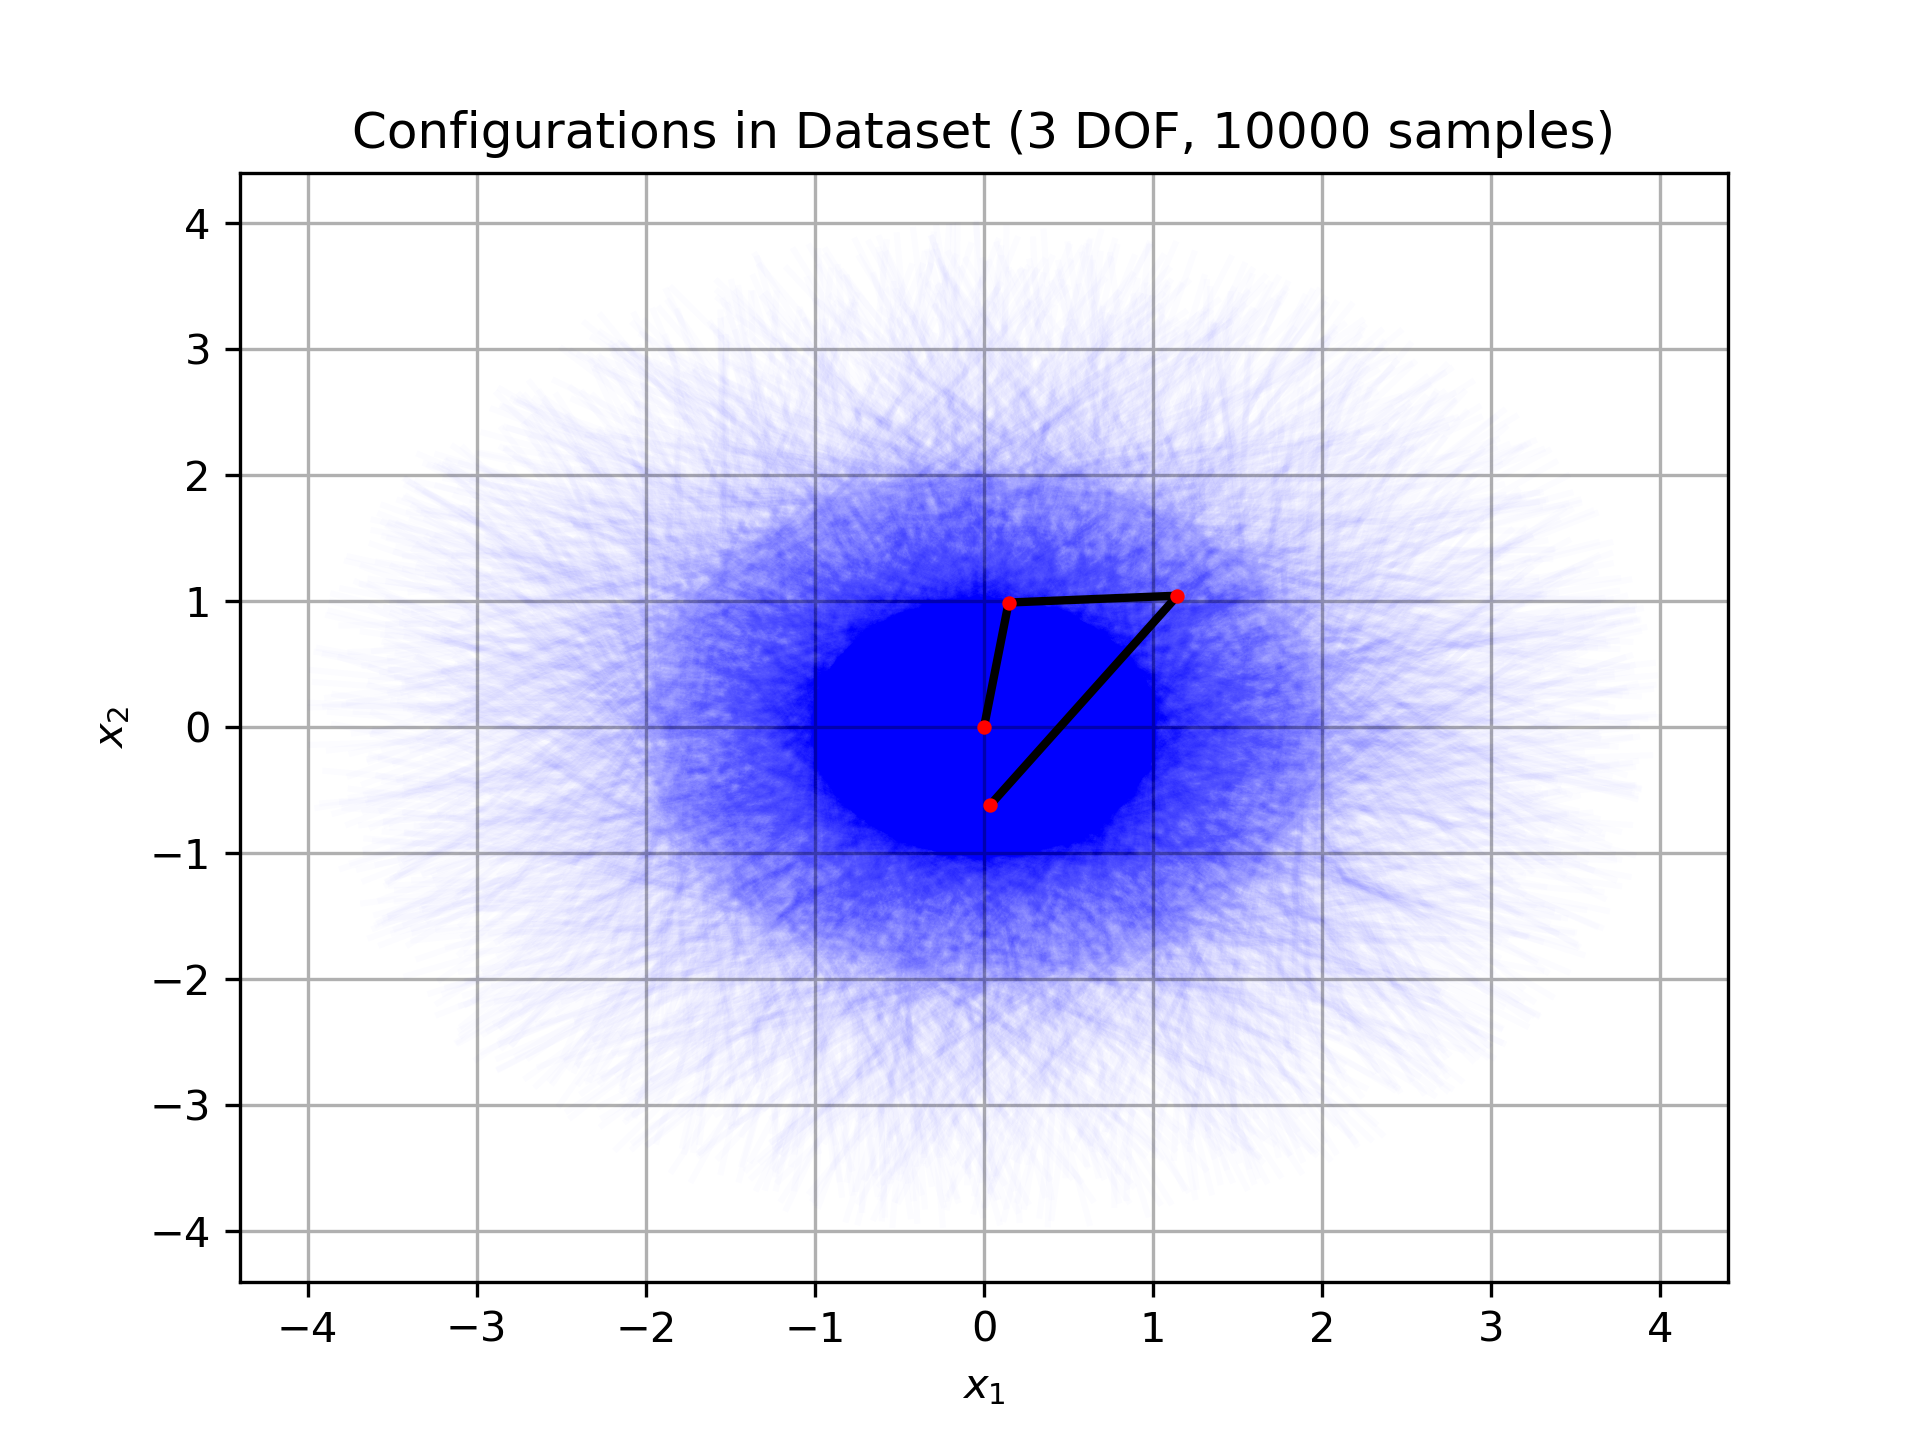 Configurations in Dataset (3 DOF, 10000 samples)
4
3
2
1
0
−1
−2
−3
−4
x₂
−4 −3 −2 −1 0 1 2 3 4
x₁